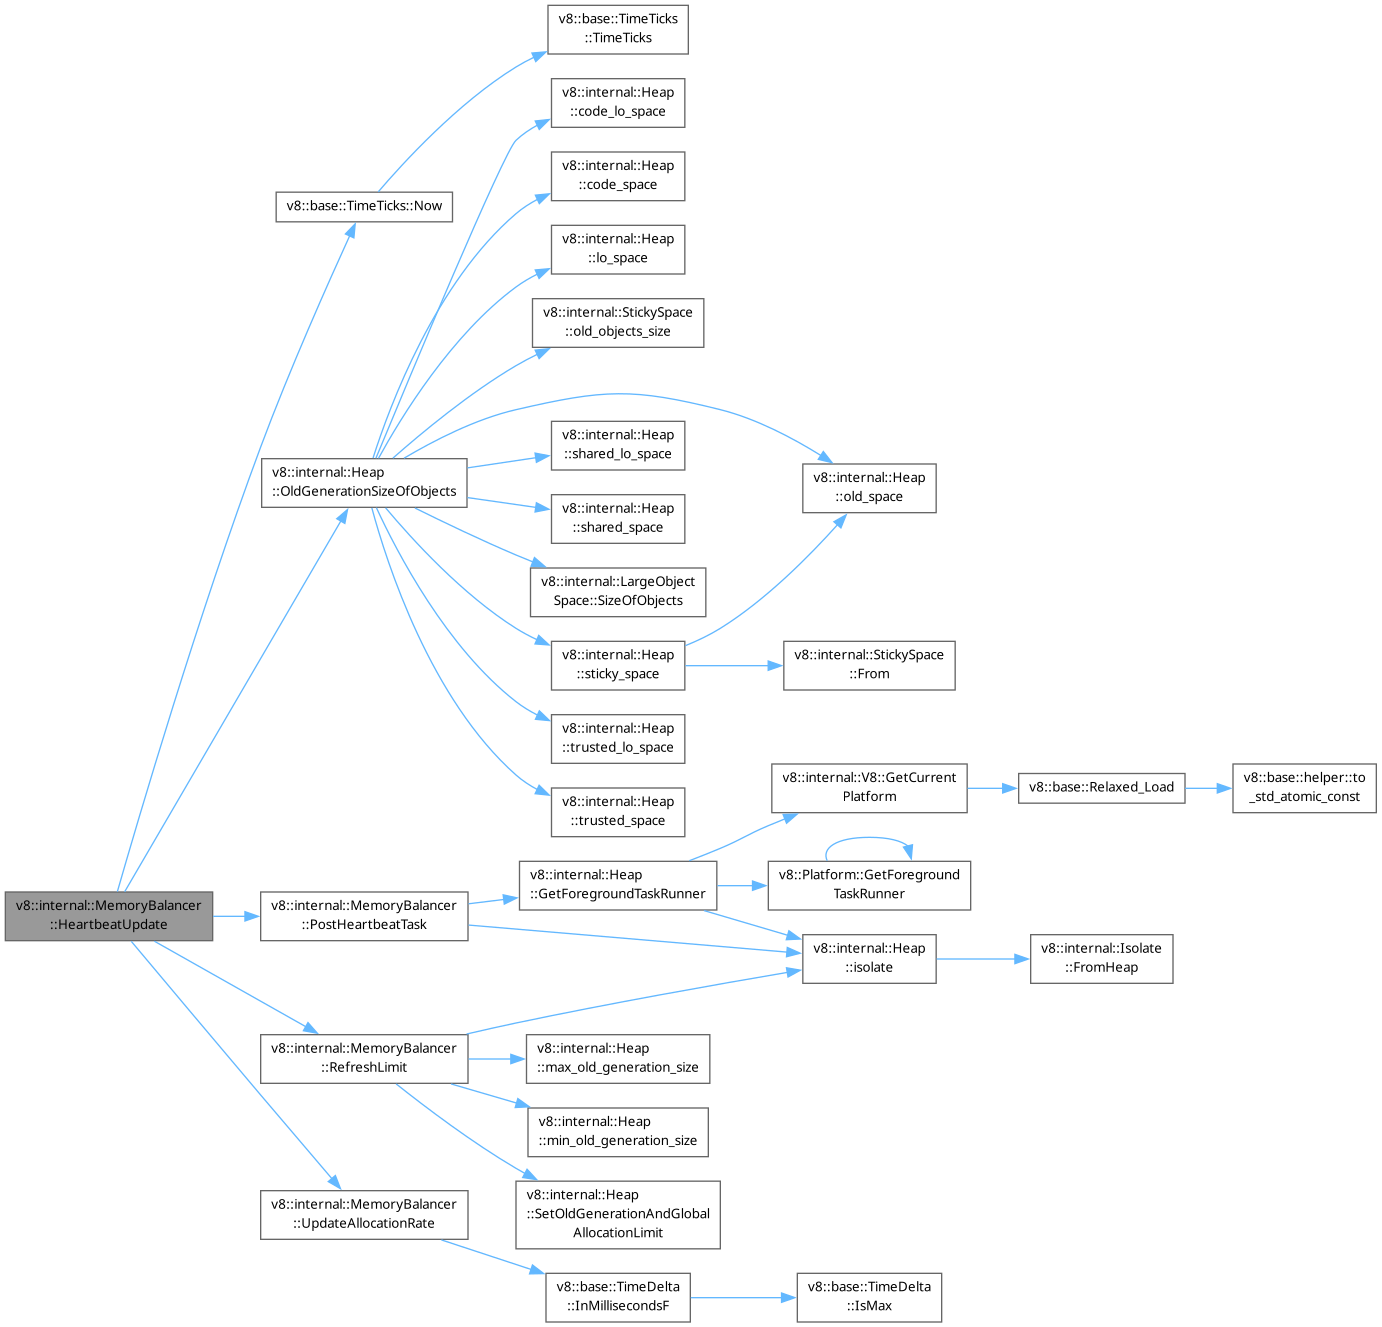 v8::base::TimeTicks
::TimeTicks
v8::internal::Heap
::code_lo_space
v8::internal::Heap
::code_space
v8::base::TimeTicks::Now
v8::internal::Heap
::lo_space
v8::internal::StickySpace
::old_objects_size
v8::internal::Heap
::shared_lo_space
v8::internal::Heap
::OldGenerationSizeOfObjects
v8::internal::Heap
::old_space
v8::internal::Heap
::shared_space
v8::internal::LargeObject
Space::SizeOfObjects
v8::internal::Heap
::sticky_space
v8::internal::StickySpace
::From
v8::internal::Heap
::trusted_lo_space
v8::internal::Heap
::trusted_space
v8::internal::V8::GetCurrent
Platform
v8::base::Relaxed_Load
v8::base::helper::to
_std_atomic_const
v8::internal::Heap
::GetForegroundTaskRunner
v8::Platform::GetForeground
TaskRunner
v8::internal::MemoryBalancer
::HeartbeatUpdate
v8::internal::MemoryBalancer
::PostHeartbeatTask
v8::internal::Heap
::isolate
v8::internal::Isolate
::FromHeap
v8::internal::MemoryBalancer
::RefreshLimit
v8::internal::Heap
::max_old_generation_size
v8::internal::Heap
::min_old_generation_size
v8::internal::Heap
::SetOldGenerationAndGlobal
AllocationLimit
v8::internal::MemoryBalancer
::UpdateAllocationRate
v8::base::TimeDelta
::InMillisecondsF
v8::base::TimeDelta
::IsMax